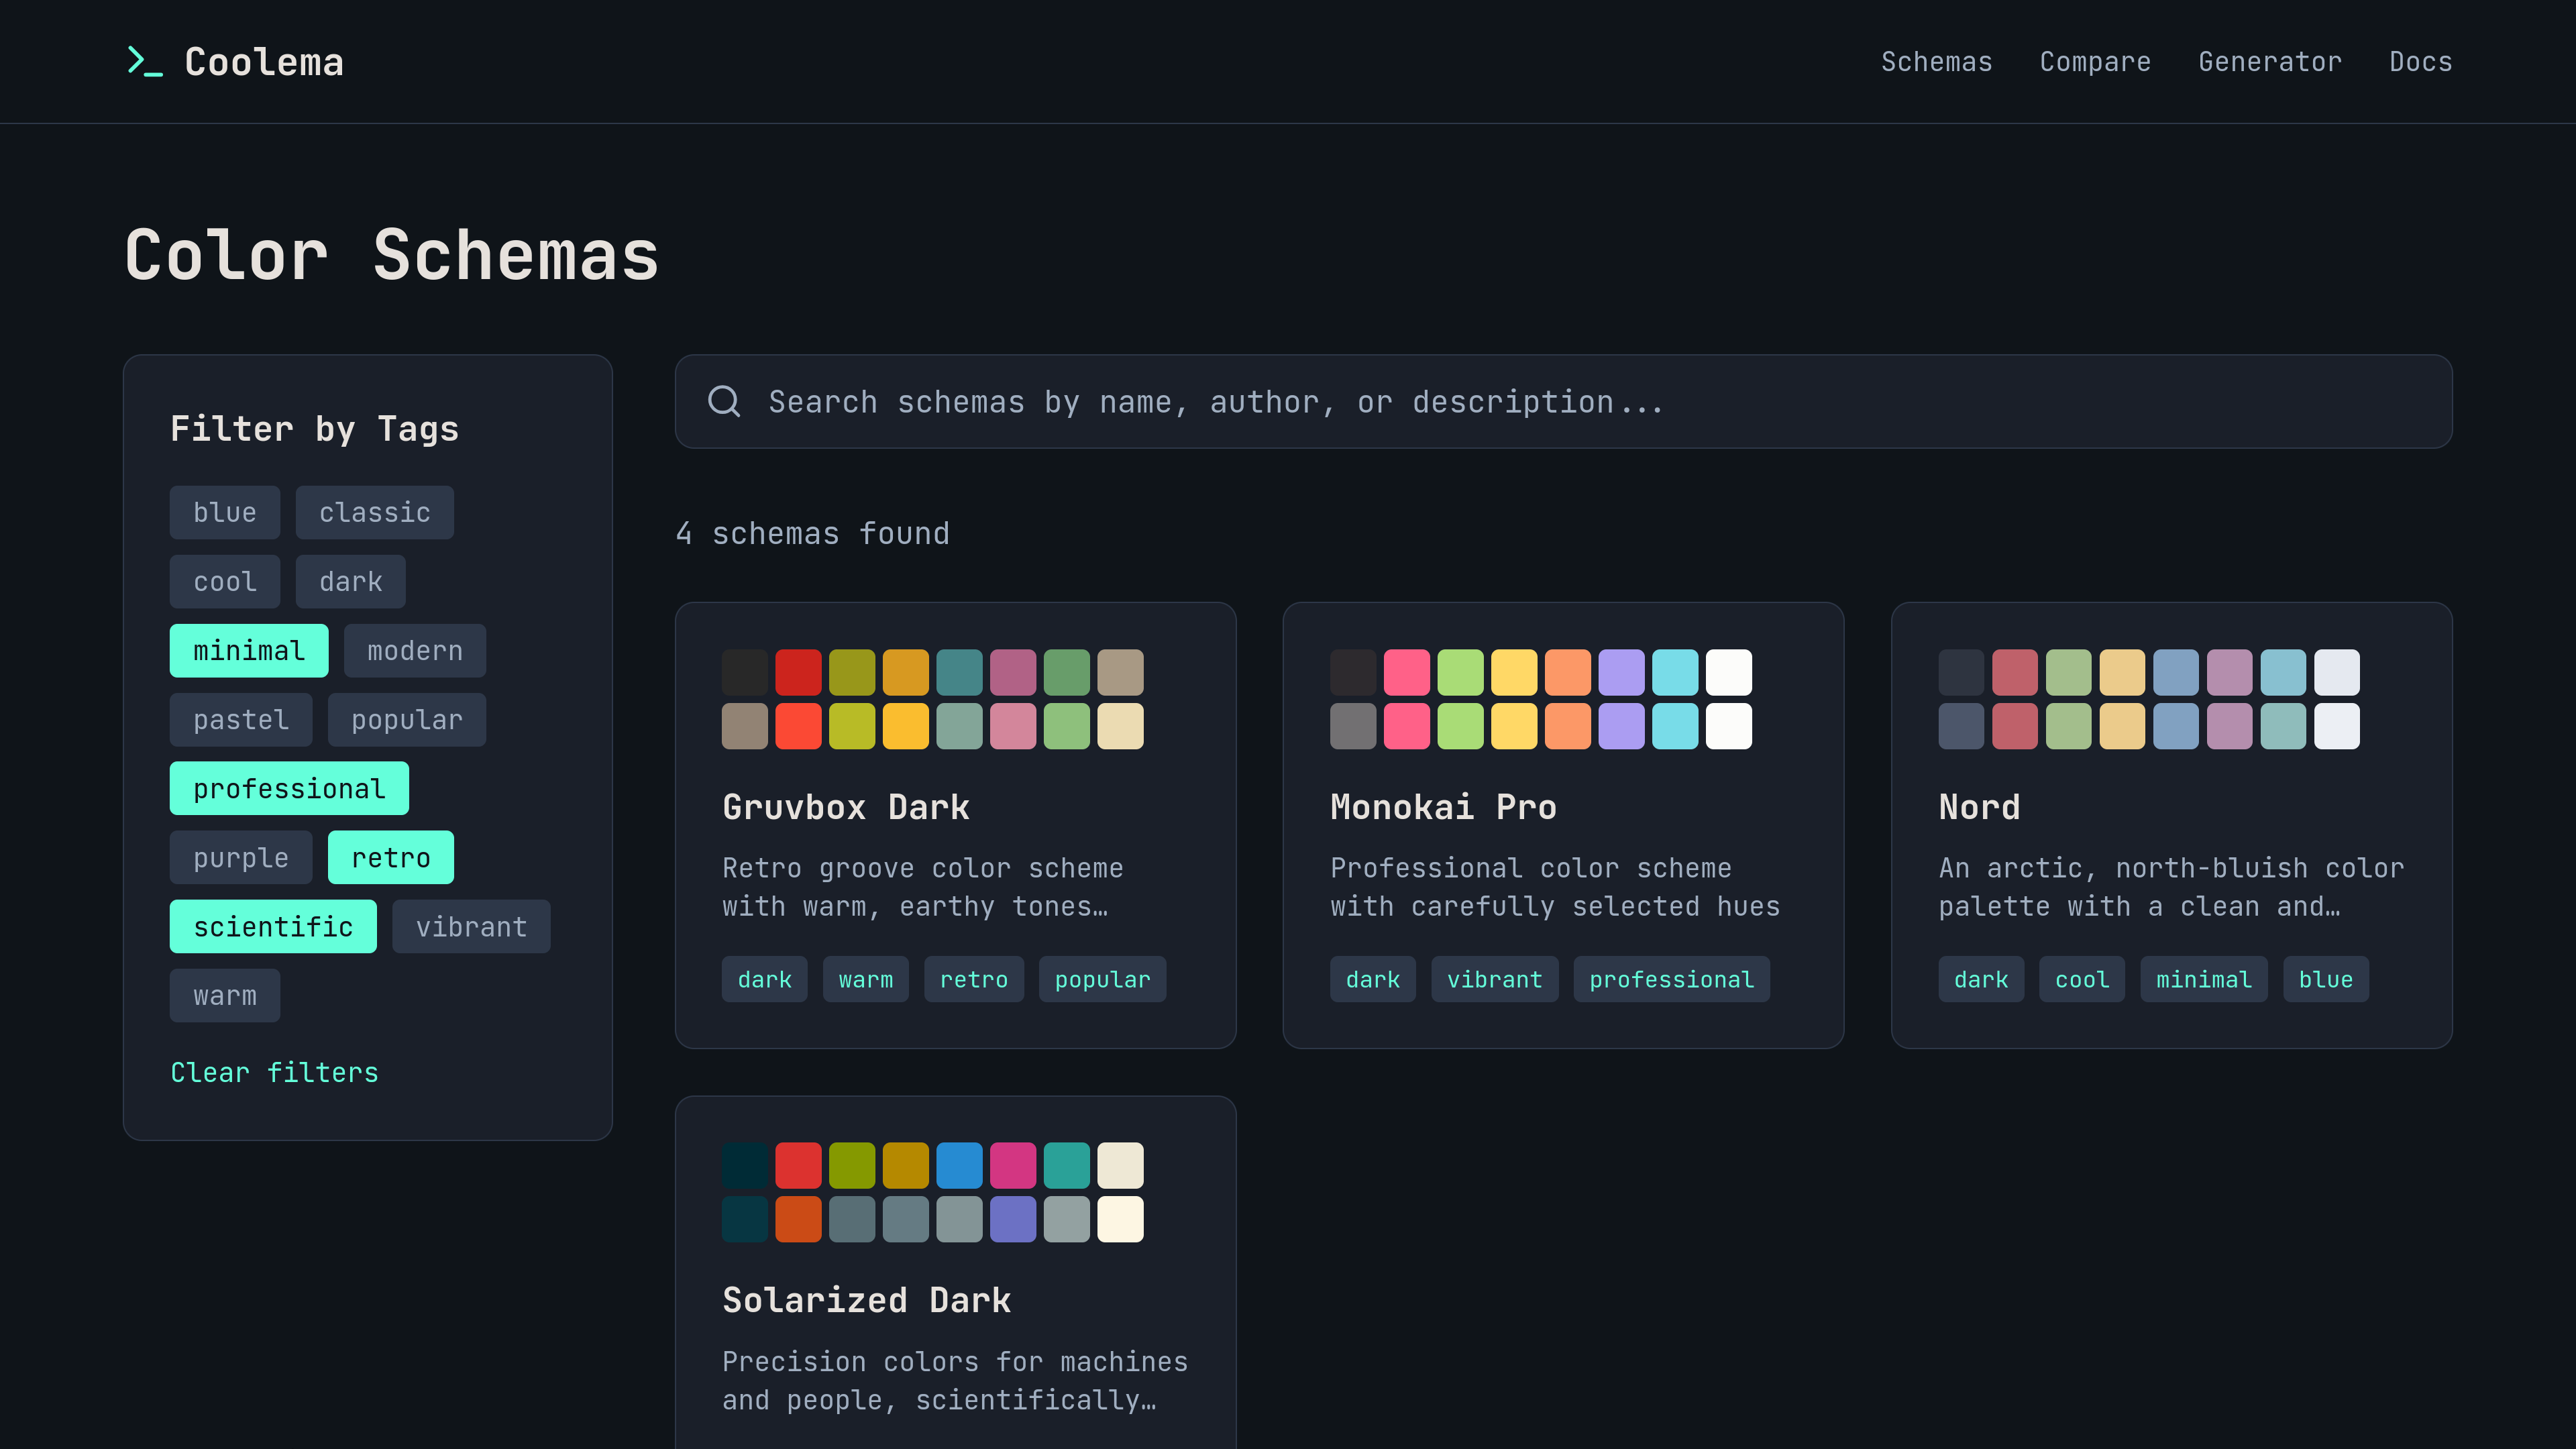 Coolema
Schemas Compare Generator Docs
Color Schemas
Filter by Tags
blue classic
cool dark
minimal modern
pastel popular
professional
purple retro
scientific vibrant
warm
Clear filters
Search schemas by name, author, or description...
4 schemas found
Gruvbox Dark
Retro groove color scheme
with warm, earthy tones…
dark warm retro popular
Monokai Pro
Professional color scheme
with carefully selected hues
dark vibrant professional
Nord
An arctic, north-bluish color
palette with a clean and…
dark cool minimal blue
Solarized Dark
Precision colors for machines
and people, scientifically…